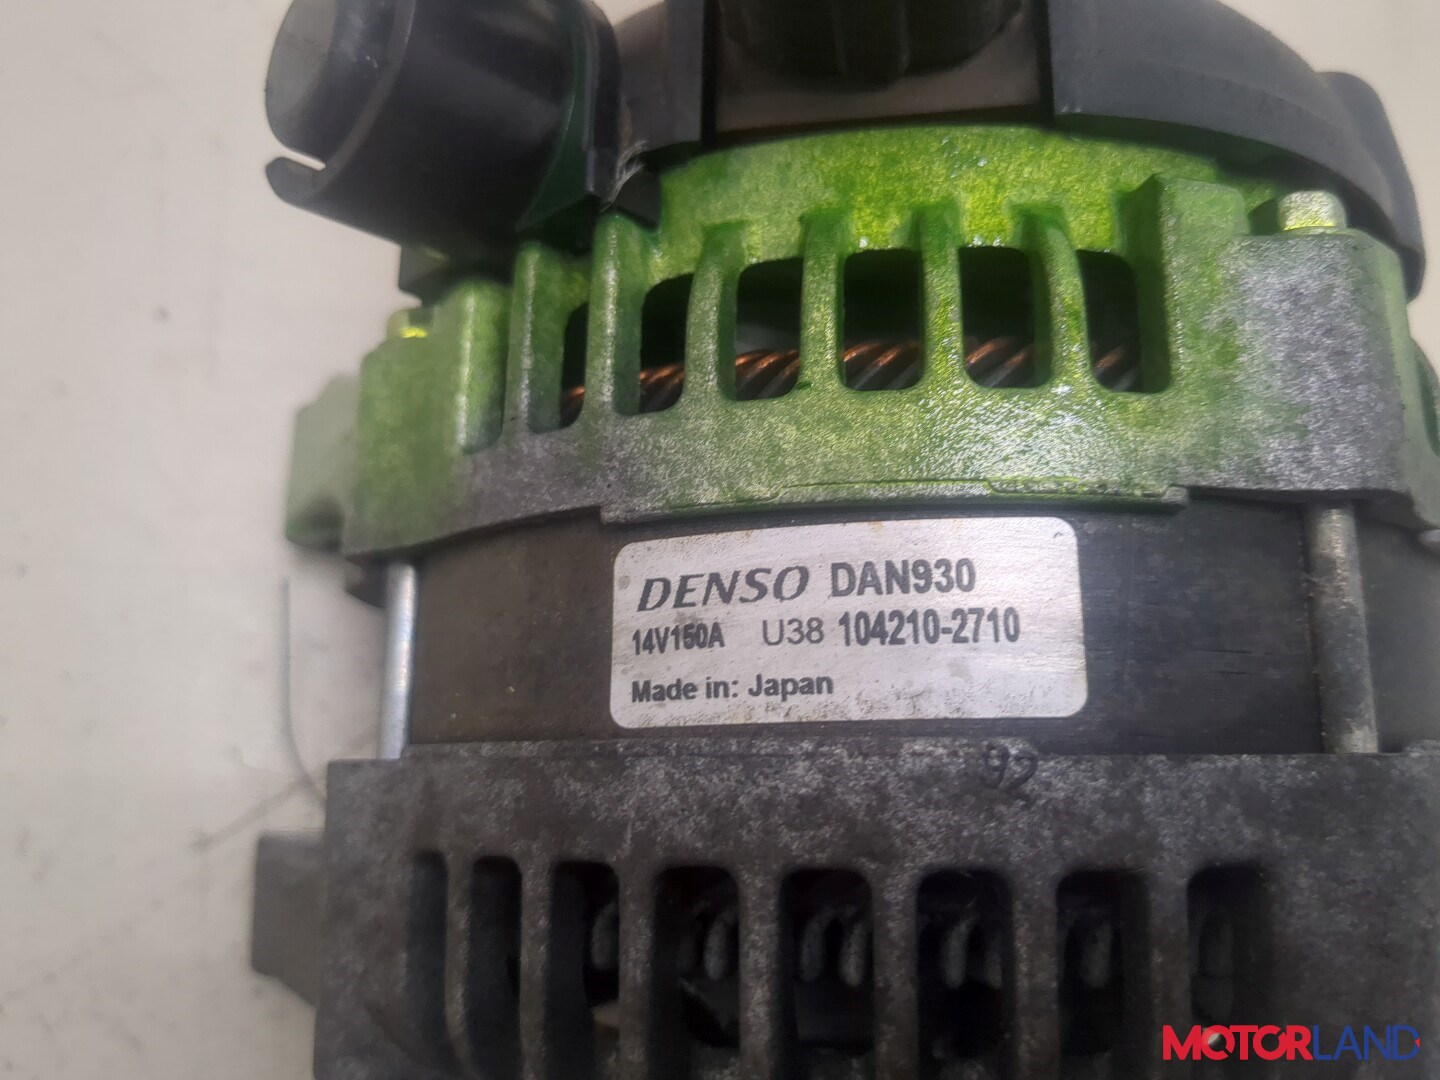 DENSO DAN930
14V150A U38 104210-2710
Made in: Japan
92
MOTORLAND